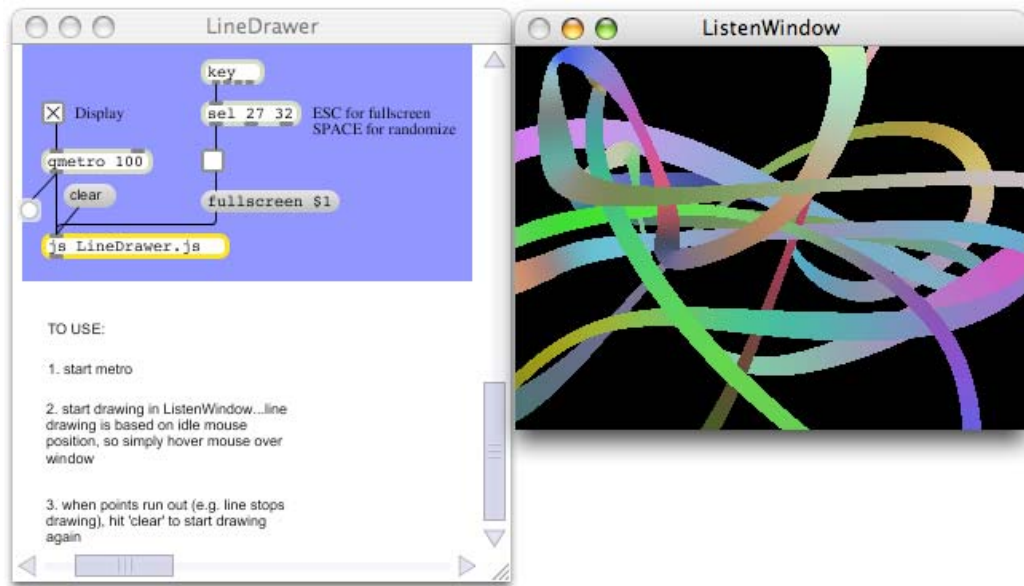 LineDrawer
key
Display
sel 27 32
ESC for fullscreen
SPACE for randomize
qmetro 100
clear
fullscreen $1
js LineDrawer.js
TO USE:
1. start metro
2. start drawing in ListenWindow...line
drawing is based on idle mouse
position, so simply hover mouse over
window
3. when points run out (e.g. line stops
drawing), hit 'clear' to start drawing
again
ListenWindow